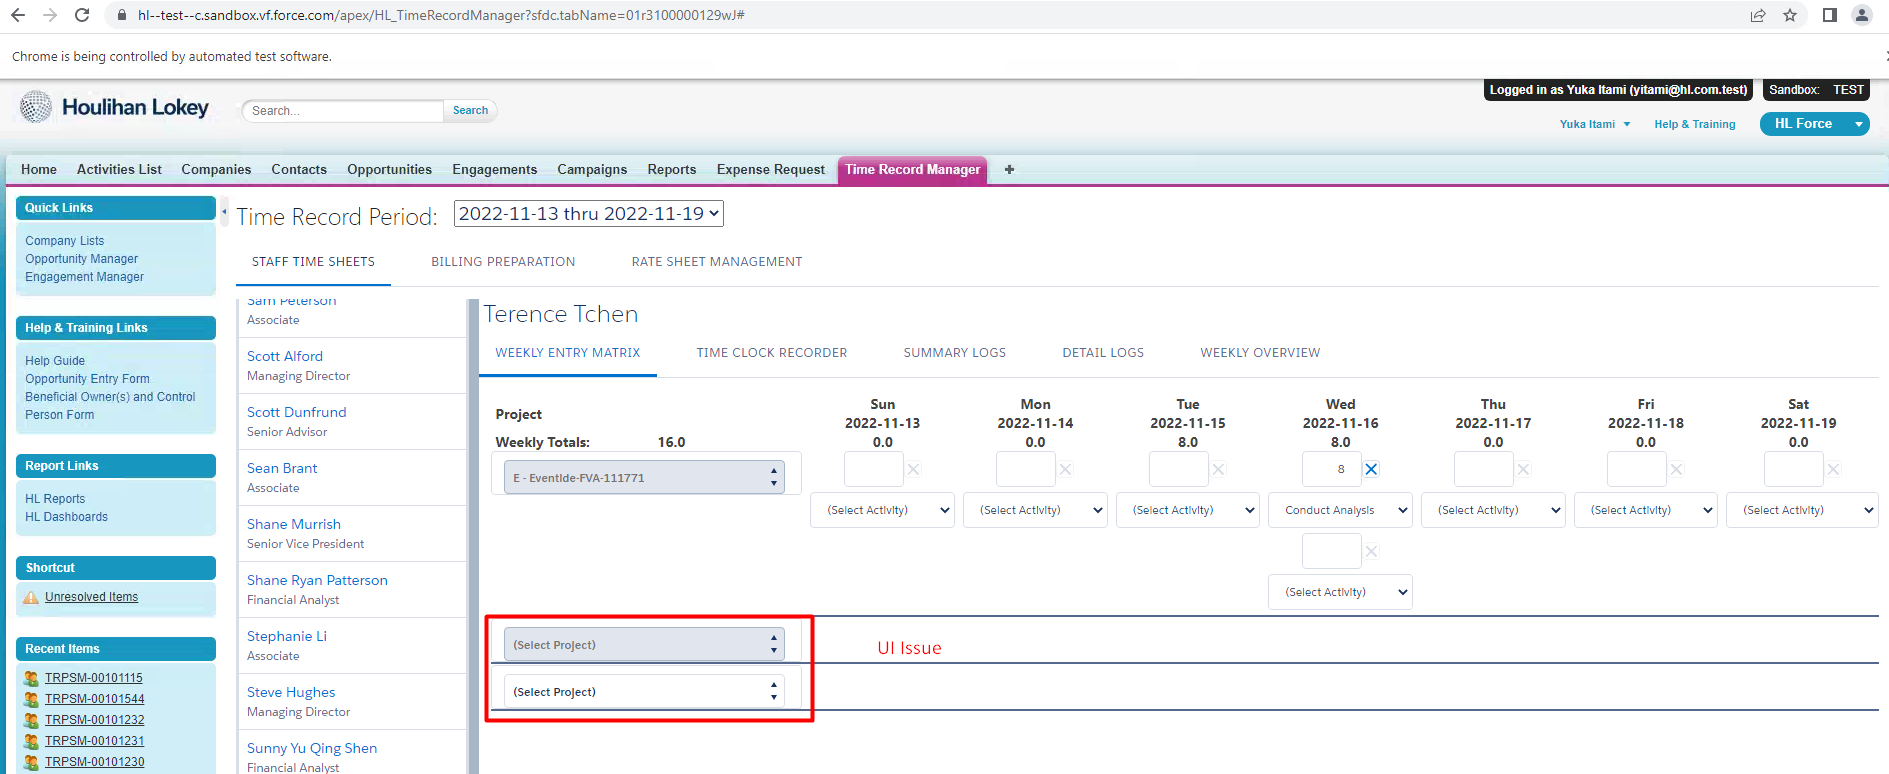 hl--test--c.sandbox.vf.force.com/apex/HL_TimeRecordManager?sfdc.tabName=01r3100000129wJ#
Chrome is being controlled by automated test software.
Houlihan Lokey
Search...
Search
Logged in as Yuka Itami (yitami@hl.com.test)
Sandbox: TEST
Yuka Itami
Help & Training
HL Force
Home Activities List Companies Contacts Opportunities Engagements Campaigns Reports Expense Request Time Record Manager +
Quick Links
Company Lists
Opportunity Manager
Engagement Manager
Help & Training Links
Help Guide
Opportunity Entry Form
Beneficial Owner(s) and Control
Person Form
Report Links
HL Reports
HL Dashboards
Shortcut
Unresolved Items
Recent Items
TRPSM-00101115
TRPSM-00101544
TRPSM-00101232
TRPSM-00101231
TRPSM-00101230
Time Record Period: 2022-11-13 thru 2022-11-19
STAFF TIME SHEETS BILLING PREPARATION RATE SHEET MANAGEMENT
Sam Peterson
Associate
Scott Alford
Managing Director
Scott Dunfrund
Senior Advisor
Sean Brant
Associate
Shane Murrish
Senior Vice President
Shane Ryan Patterson
Financial Analyst
Stephanie Li
Associate
Steve Hughes
Managing Director
Sunny Yu Qing Shen
Financial Analyst
Terence Tchen
WEEKLY ENTRY MATRIX TIME CLOCK RECORDER SUMMARY LOGS DETAIL LOGS WEEKLY OVERVIEW
Project
Sun Mon Tue Wed Thu Fri Sat
2022-11-13 2022-11-14 2022-11-15 2022-11-16 2022-11-17 2022-11-18 2022-11-19
Weekly Totals: 16.0 0.0 0.0 8.0 8.0 0.0 0.0 0.0
E - EventIde-FVA-111771
8
(Select Activity) (Select Activity) (Select Activity) Conduct Analysis (Select Activity) (Select Activity) (Select Activity)
(Select Activity)
(Select Project)
UI Issue
(Select Project)